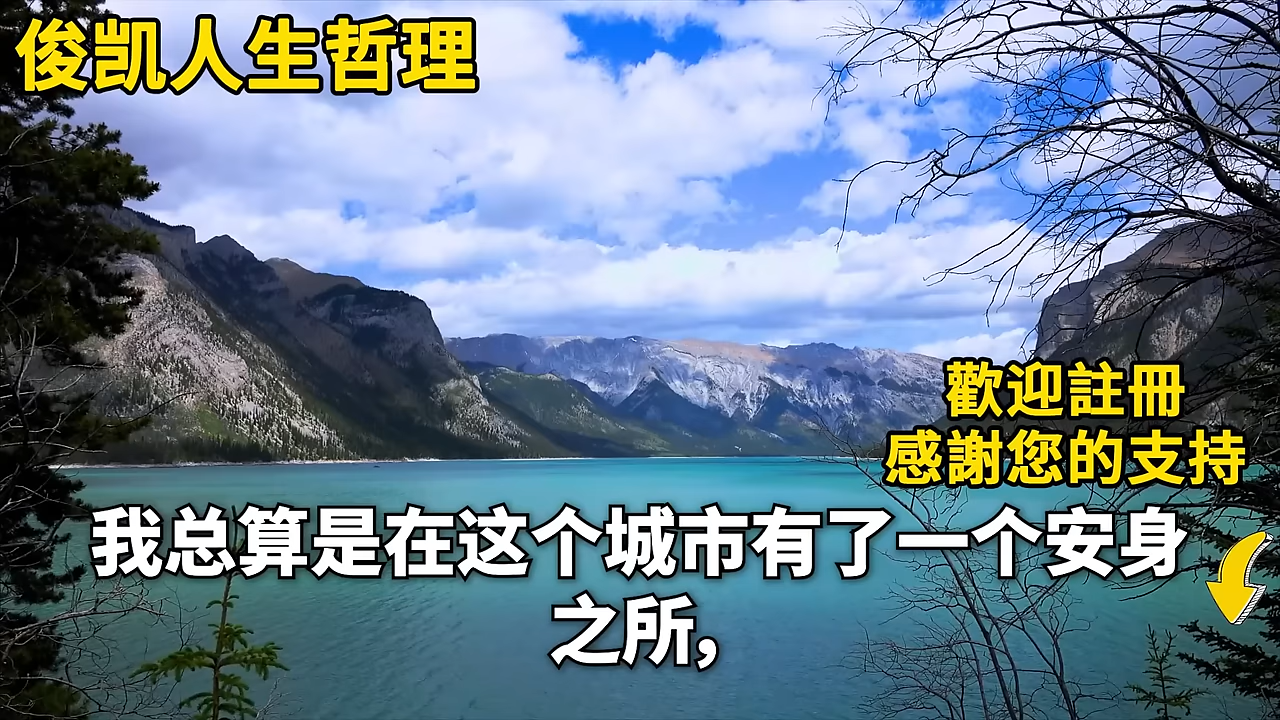 俊凯人生哲理
歡迎註冊
感謝您的支持
我总算是在这个城市有了一个安身
之所,